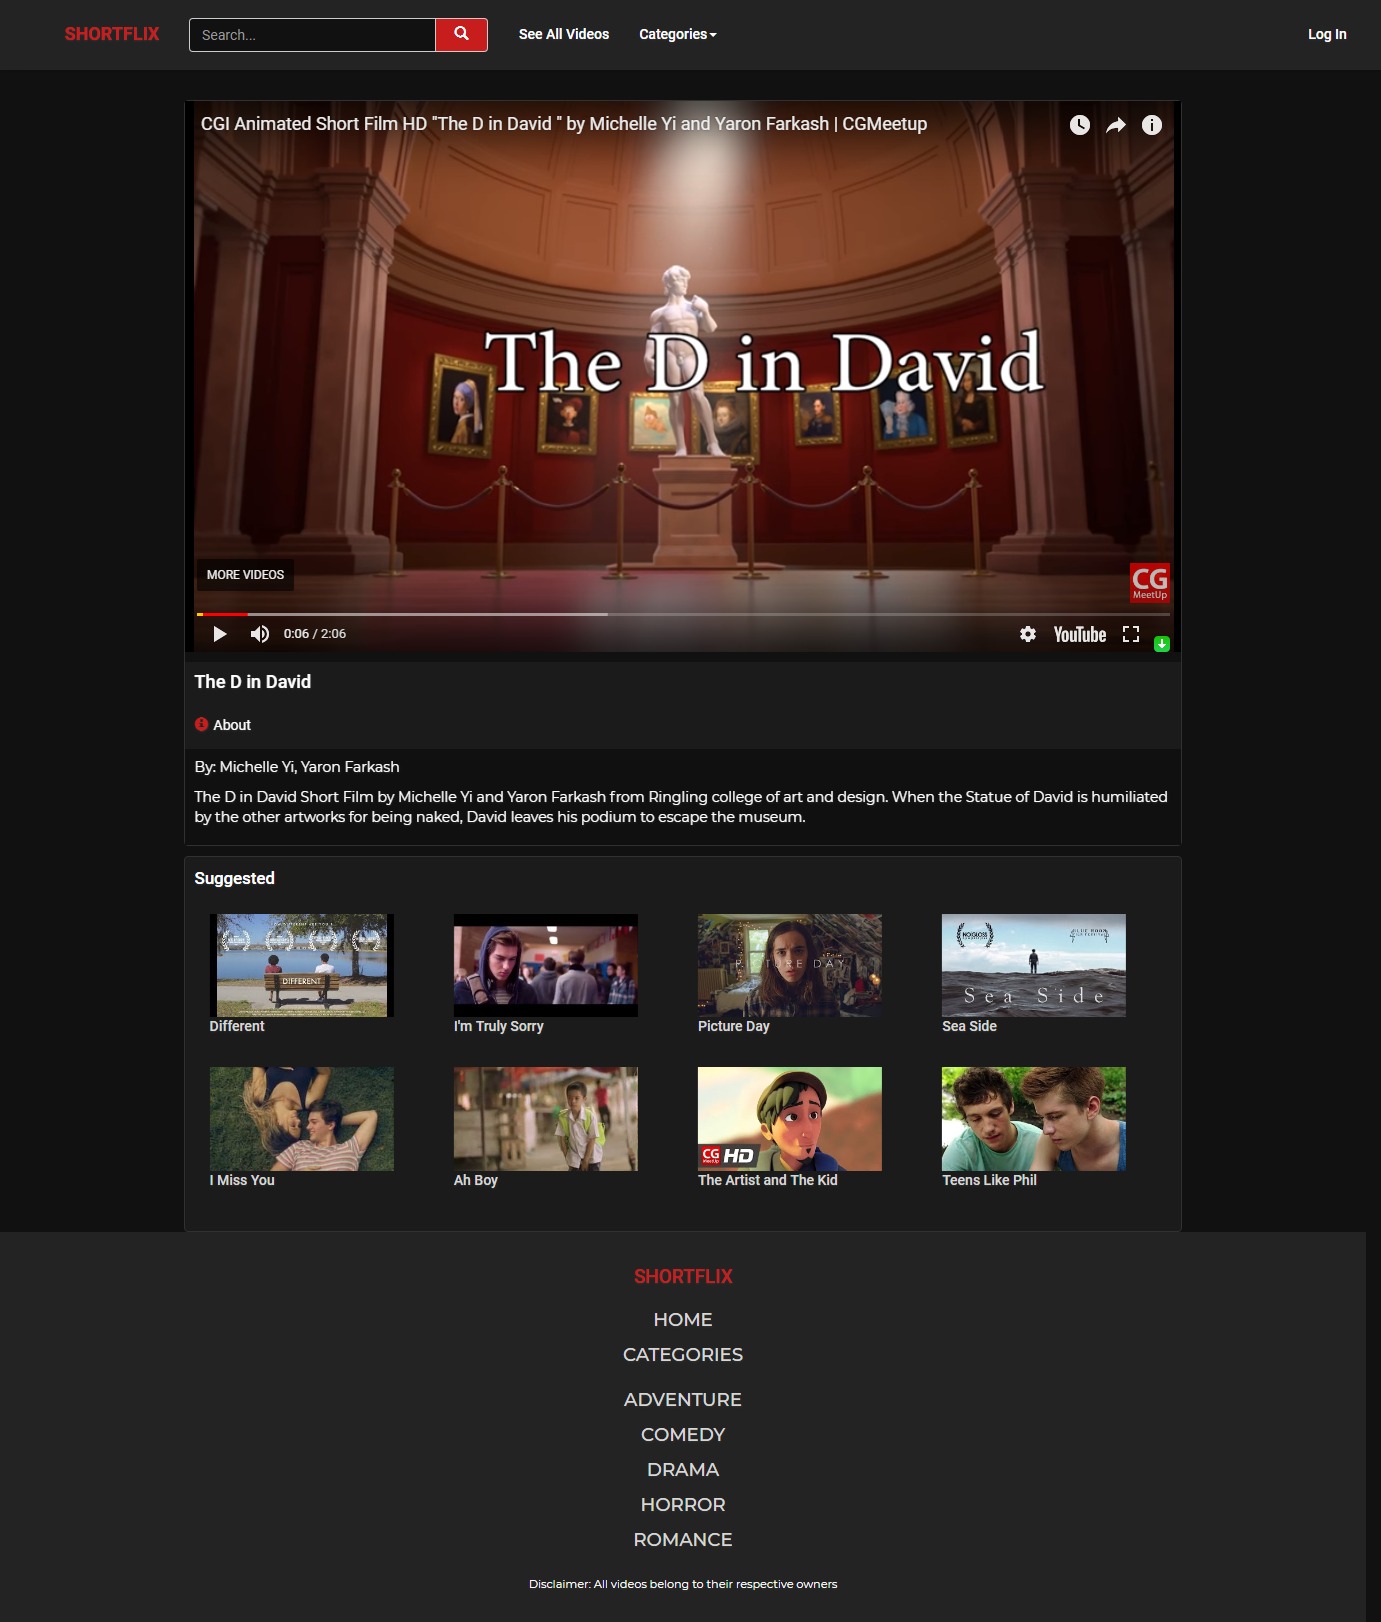 SHORTFLIX
Search...
See All Videos
Categories
Log In
CGI Animated Short Film HD "The D in David " by Michelle Yi and Yaron Farkash | CGMeetup
The D in David
MORE VIDEOS
CG
MeetUp
0:06 / 2:06
YouTube
The D in David
About
By: Michelle Yi, Yaron Farkash
The D in David Short Film by Michelle Yi and Yaron Farkash from Ringling college of art and design. When the Statue of David is humiliated
by the other artworks for being naked, David leaves his podium to escape the museum.
Suggested
DIFFERENT
PICTURE DAY
NOGLOSS
Sea Side
Different
I'm Truly Sorry
Picture Day
Sea Side
CG
MeetUp
HD
I Miss You
Ah Boy
The Artist and The Kid
Teens Like Phil
SHORTFLIX
HOME
CATEGORIES
ADVENTURE
COMEDY
DRAMA
HORROR
ROMANCE
Disclaimer: All videos belong to their respective owners